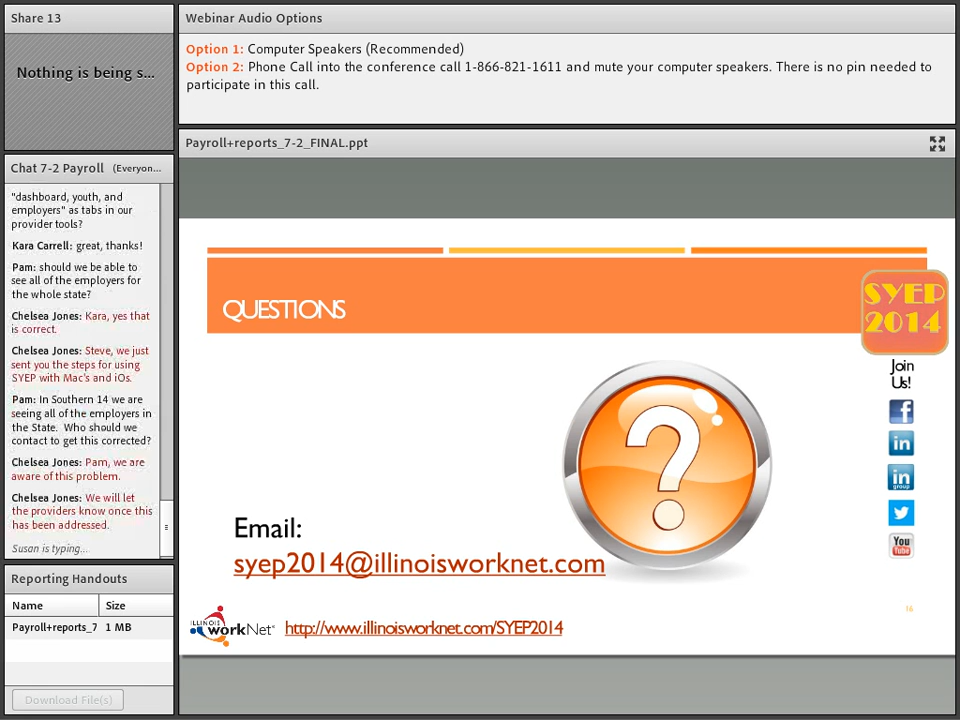 Share 13
Nothing is being s...
Chat 7-2 Payroll (Everyon...
"dashboard, youth, and
employers" as tabs in our
provider tools?
Kara Carrell: great, thanks!
Pam: should we be able to
see all of the employers for
the whole state?
Chelsea Jones: Kara, yes that
is correct.
Chelsea Jones: Steve, we just
sent you the steps for using
SYEP with Mac's and iOs.
Pam: In Southern 14 we are
seeing all of the employers in
the State. Who should we
contact to get this corrected?
Chelsea Jones: Pam, we are
aware of this problem.
Chelsea Jones: We will let
the providers know once this
has been addressed.
Susan is typing...
Reporting Handouts
Name Size
Payroll+reports_7 1 MB
Download File(s)
Webinar Audio Options
Option 1: Computer Speakers (Recommended)
Option 2: Phone Call into the conference call 1-866-821-1611 and mute your computer speakers. There is no pin needed to
participate in this call.
Payroll+reports_7-2_FINAL.ppt
QUESTIONS
SYEP
2014
Join
Us!
f
in
in
group
You
Tube
?
Email:
syep2014@illinoisworknet.com
16
ILLINOIS
workNet
http://www.illinoisworknet.com/SYEP2014